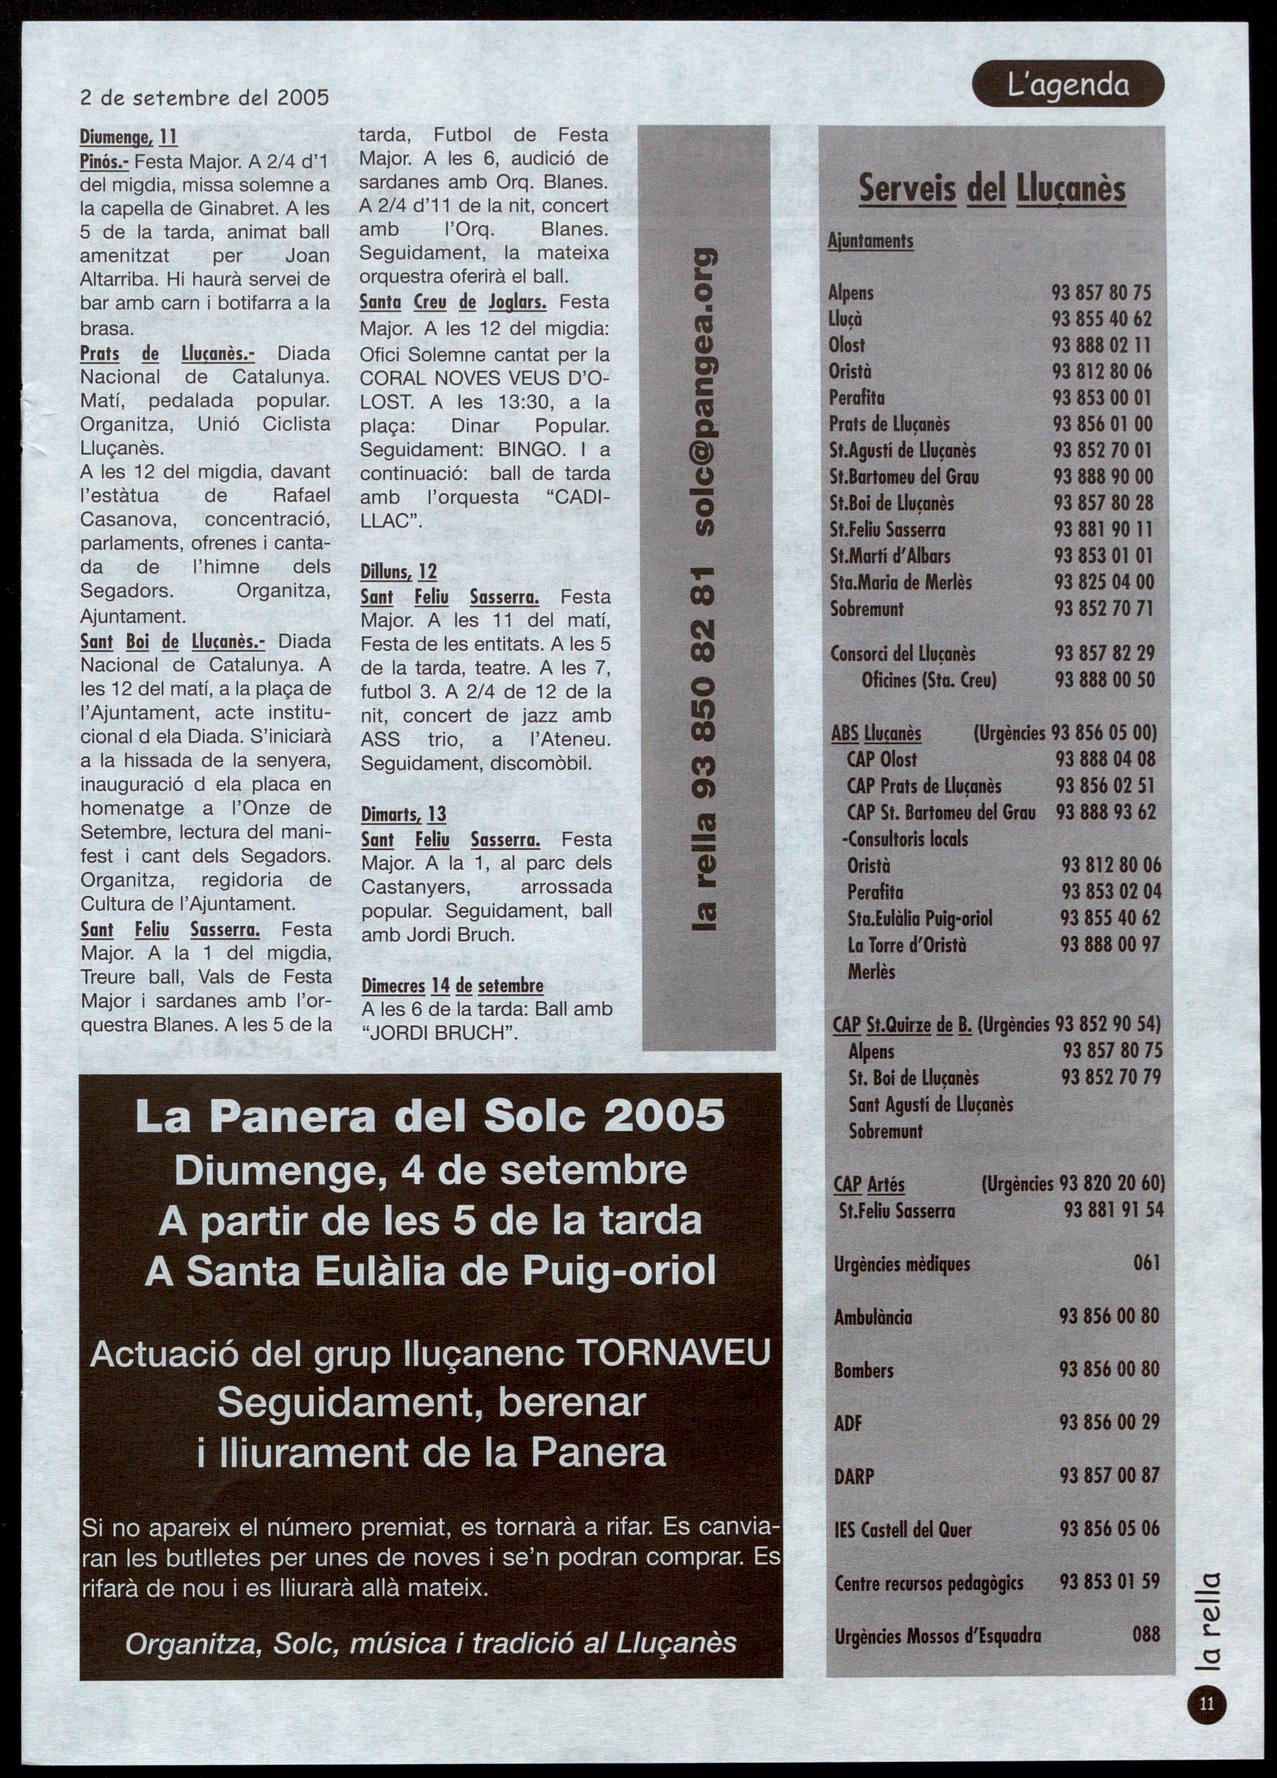 2 de setembre del 2005
L'agenda
Diumenge, 11
Pinós.- Festa Major. A 2/4 d'1
del migdia, missa solemne a
la capella de Ginabret. A les
5 de la tarda, animat ball
amenitzat per Joan
Altarriba. Hi haurà servei de
bar amb carn i botifarra a la
brasa.
Prats de Lluçanès.- Diada
Nacional de Catalunya.
Matí, pedalada popular.
Organitza, Unió Ciclista
Lluçanès.
A les 12 del migdia, davant
l'estàtua de Rafael
Casanova, concentració,
parlaments, ofrenes i canta-
da de l'himne dels
Segadors. Organitza,
Ajuntament.
Sant Boi de Lluçanès.- Diada
Nacional de Catalunya. A
les 12 del matí, a la plaça de
l'Ajuntament, acte institu-
cional d ela Diada. S'iniciarà
a la hissada de la senyera,
inauguració d ela placa en
homenatge a l'Onze de
Setembre, lectura del mani-
fest i cant dels Segadors.
Organitza, regidoria de
Cultura de l'Ajuntament.
Sant Feliu Sasserra. Festa
Major. A la 1 del migdia,
Treure ball, Vals de Festa
Major i sardanes amb l'or-
questra Blanes. A les 5 de la
tarda, Futbol de Festa
Major. A les 6, audició de
sardanes amb Orq. Blanes.
A 2/4 d'11 de la nit, concert
amb l'Orq. Blanes.
Seguidament, la mateixa
orquestra oferirà el ball.
Santa Creu de Joglars. Festa
Major. A les 12 del migdia:
Ofici Solemne cantat per la
CORAL NOVES VEUS D'O-
LOST. A les 13:30, a la
plaça: Dinar Popular.
Seguidament: BINGO. I a
continuació: ball de tarda
amb l'orquesta “CADI-
LLAC”.
Dilluns, 12
Sant Feliu Sasserra. Festa
Major. A les 11 del matí,
Festa de les entitats. A les 5
de la tarda, teatre. A les 7,
futbol 3. A 2/4 de 12 de la
nit, concert de jazz amb
ASS trio, a l'Ateneu.
Seguidament, discomòbil.
Dimarts, 13
Sant Feliu Sasserra. Festa
Major. A la 1, al parc dels
Castanyers, arrossada
popular. Seguidament, ball
amb Jordi Bruch.
Dimecres 14 de setembre
A les 6 de la tarda: Ball amb
“JORDI BRUCH”.
la rella 93 850 82 81 solc@pangea.org
Serveis del Lluçanès
Ajuntaments
Alpens 93 857 80 75
Lluçà 93 855 40 62
Olost 93 888 02 11
Oristà 93 812 80 06
Perafita 93 853 00 01
Prats de Lluçanès 93 856 01 00
St.Agustí de Lluçanès 93 852 70 01
St.Bartomeu del Grau 93 888 90 00
St.Boi de Lluçanès 93 857 80 28
St.Feliu Sasserra 93 881 90 11
St.Martí d'Albars 93 853 01 01
Sta.Maria de Merlès 93 825 04 00
Sobremunt 93 852 70 71
Consorci del Lluçanès 93 857 82 29
Oficines (Sta. Creu) 93 888 00 50
ABS Lluçanès (Urgències 93 856 05 00)
CAP Olost 93 888 04 08
CAP Prats de Lluçanès 93 856 02 51
CAP St. Bartomeu del Grau 93 888 93 62
-Consultoris locals
Oristà 93 812 80 06
Perafita 93 853 02 04
Sta.Eulàlia Puig-oriol 93 855 40 62
La Torre d'Oristà 93 888 00 97
Merlès
CAP St.Quirze de B. (Urgències 93 852 90 54)
Alpens 93 857 80 75
St. Boi de Lluçanès 93 852 70 79
Sant Agustí de Lluçanès
Sobremunt
CAP Artés (Urgències 93 820 20 60)
St.Feliu Sasserra 93 881 91 54
Urgències mèdiques 061
Ambulància 93 856 00 80
Bombers 93 856 00 80
ADF 93 856 00 29
DARP 93 857 00 87
IES Castell del Quer 93 856 05 06
Centre recursos pedagògics 93 853 01 59
Urgències Mossos d'Esquadra 088
La Panera del Solc 2005
Diumenge, 4 de setembre
A partir de les 5 de la tarda
A Santa Eulàlia de Puig-oriol
Actuació del grup lluçanenc TORNAVEU
Seguidament, berenar
i lliurament de la Panera
Si no apareix el número premiat, es tornarà a rifar. Es canvia-
ran les butlletes per unes de noves i se'n podran comprar. Es
rifarà de nou i es lliurarà allà mateix.
Organitza, Solc, música i tradició al Lluçanès
la rella
11